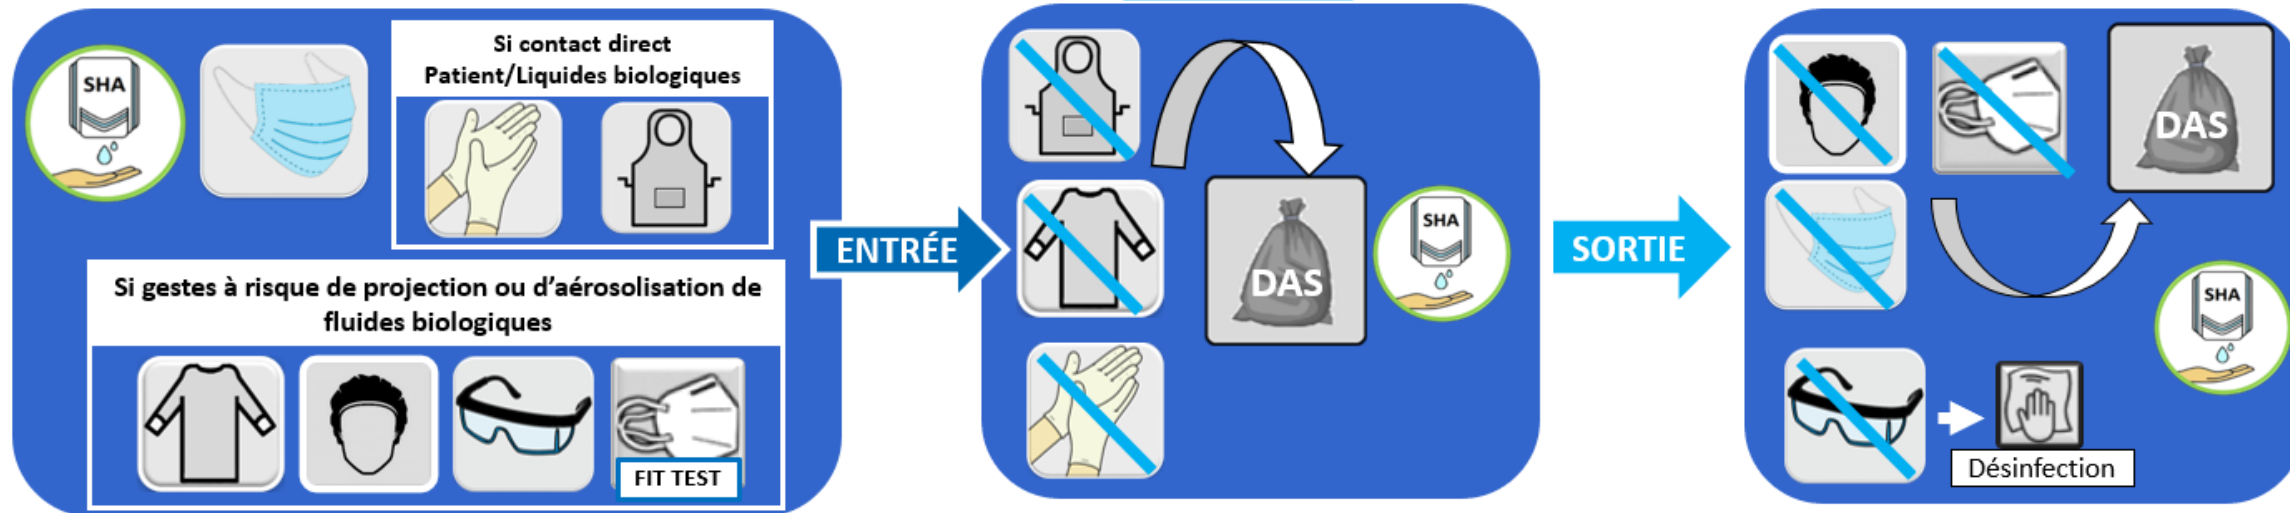 SHA
Si contact direct
Patient/Liquides biologiques
Si gestes à risque de projection ou d’aérosolisation de
fluides biologiques
FIT TEST
ENTRÉE
DAS
SHA
SORTIE
DAS
SHA
Désinfection